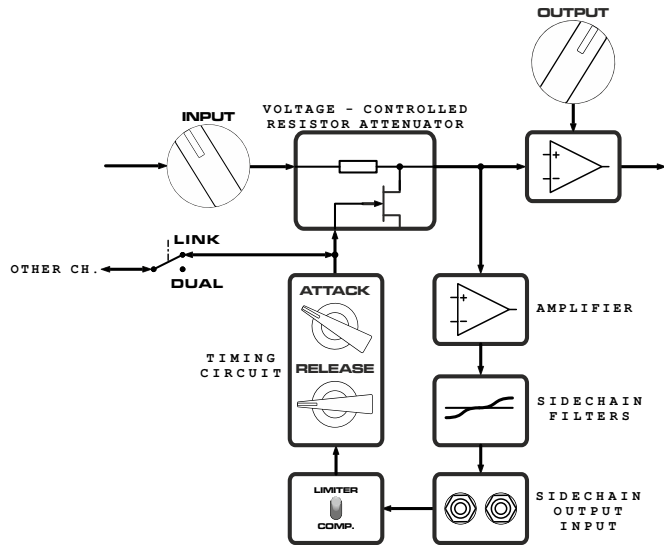 OUTPUT
INPUT
VOLTAGE - CONTROLLED
RESISTOR ATTENUATOR
LINK
OTHER CH.
DUAL
ATTACK
AMPLIFIER
TIMING
CIRCUIT
RELEASE
SIDECHAIN
FILTERS
LIMITER
COMP.
SIDECHAIN
OUTPUT
INPUT